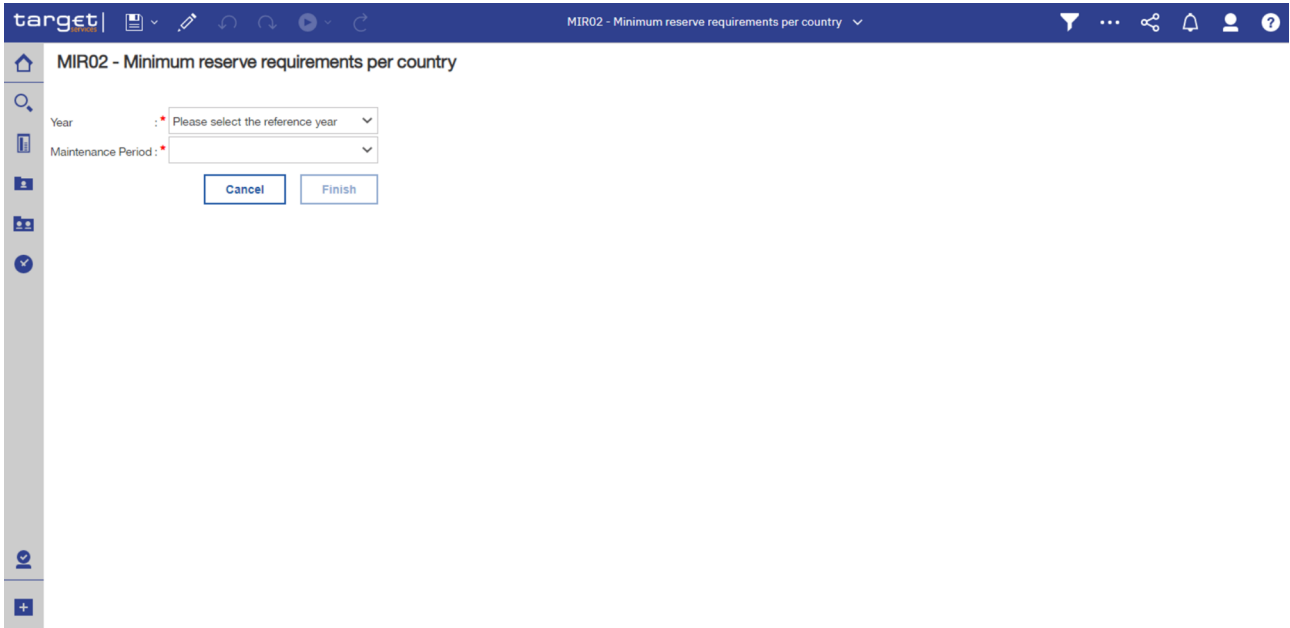 target|
services
MIR02 - Minimum reserve requirements per country
?
MIR02 - Minimum reserve requirements per country
Year : * Please select the reference year
Maintenance Period : *
Cancel Finish